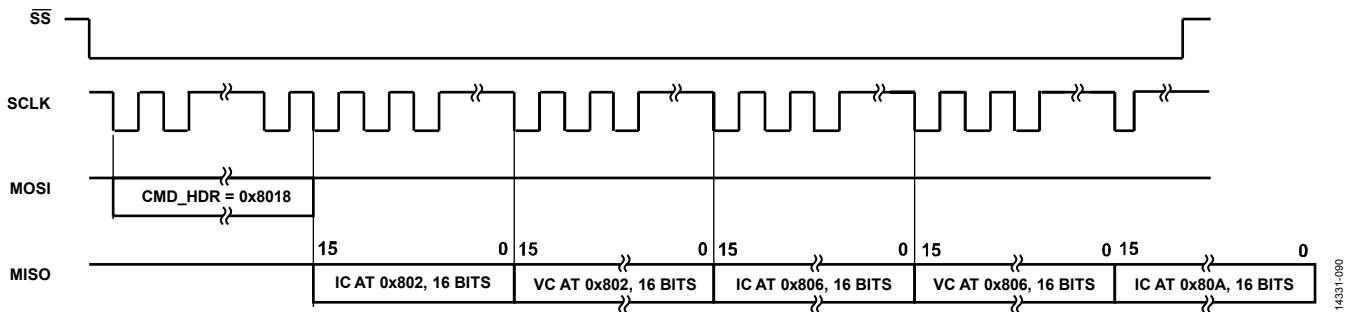 SS
SCLK
MOSI
CMD_HDR = 0x8018
15 0 15 0 15 0 15 0 15 0
MISO
IC AT 0x802, 16 BITS
VC AT 0x802, 16 BITS
IC AT 0x806, 16 BITS
VC AT 0x806, 16 BITS
IC AT 0x80A, 16 BITS
14331-090